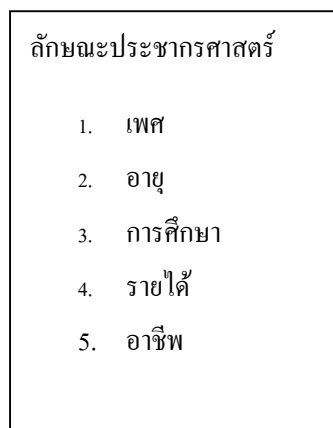 ลักษณะประชากรศาสตร์
1. เพศ
2. อายุ
3. การศึกษา
4. รายได้
5. อาชีพ